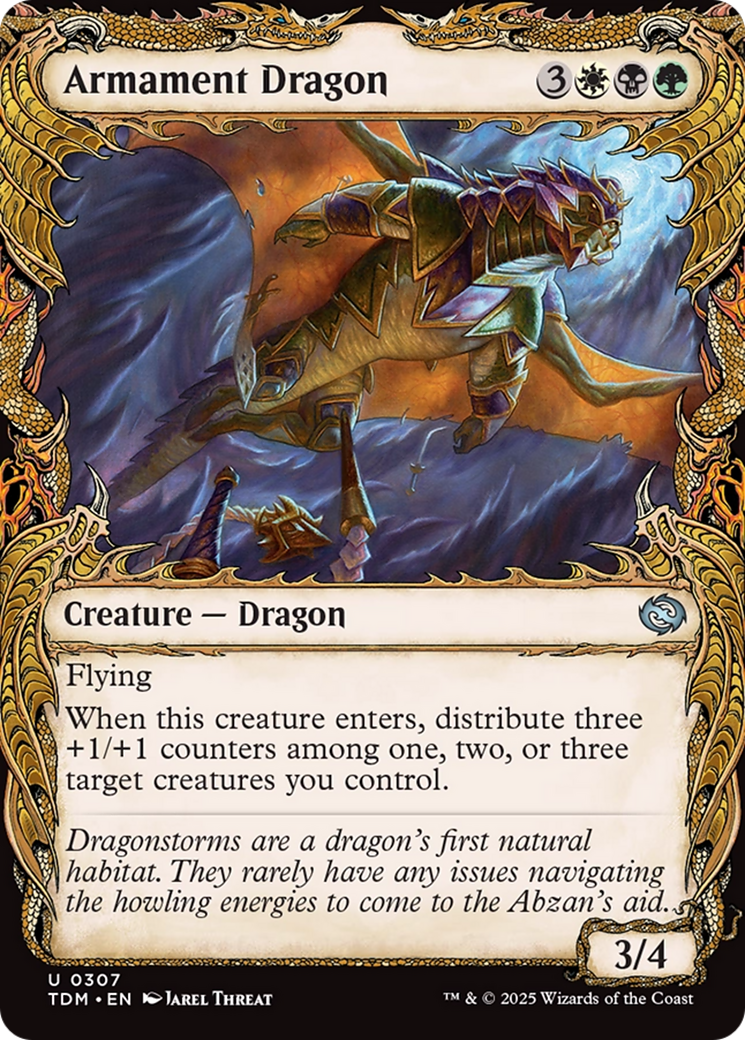 Armament Dragon 3
Creature — Dragon
Flying
When this creature enters, distribute three
+1/+1 counters among one, two, or three
target creatures you control.
Dragonstorms are a dragon's first natural
habitat. They rarely have any issues navigating
the howling energies to come to the Abzan's aid.
3/4
U 0307
TDM • EN JAREL THREAT
™ & © 2025 Wizards of the Coast